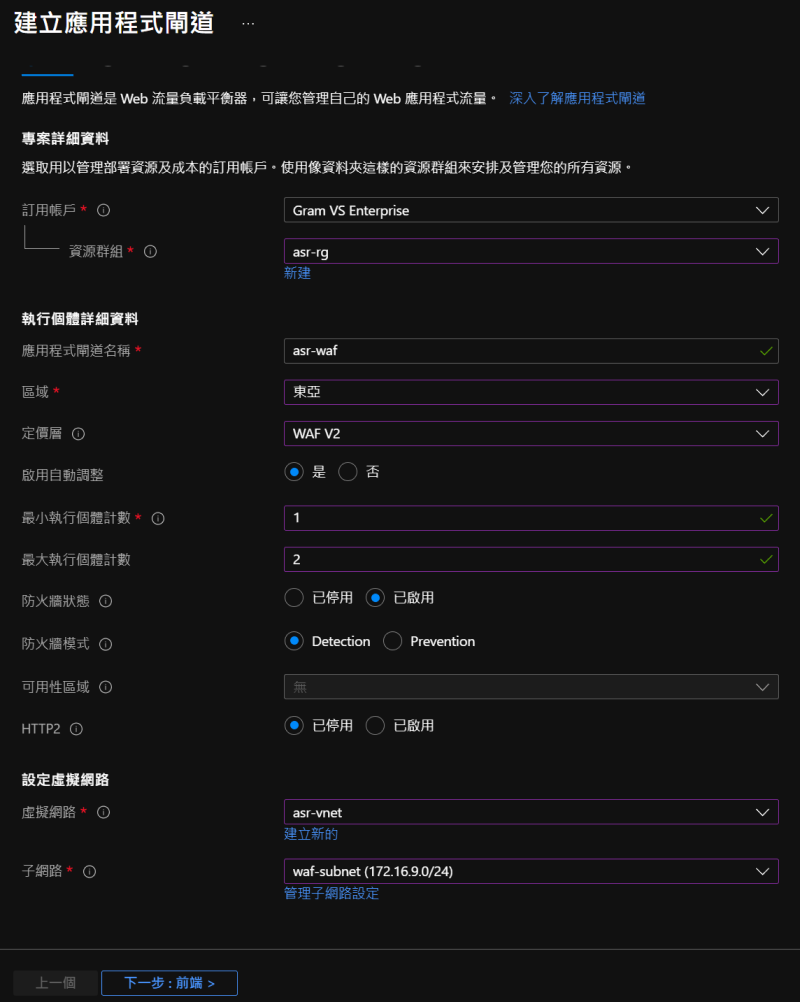 建立應用程式閘道 ...
應用程式閘道是 Web 流量負載平衡器，可讓您管理自己的 Web 應用程式流量。 深入了解應用程式閘道
專案詳細資料
選取用以管理部署資源及成本的訂用帳戶。使用像資料夾這樣的資源群組來安排及管理您的所有資源。
訂用帳戶 * Gram VS Enterprise
資源群組 * asr-rg
新建
執行個體詳細資料
應用程式閘道名稱 * asr-waf
區域 * 東亞
定價層 WAF V2
啟用自動調整 是 否
最小執行個體計數 * 1
最大執行個體計數 2
防火牆狀態 已停用 已啟用
防火牆模式 Detection Prevention
可用性區域 無
HTTP2 已停用 已啟用
設定虛擬網路
虛擬網路 * asr-vnet
建立新的
子網路 * waf-subnet (172.16.9.0/24)
管理子網路設定
上一個 下一步 : 前端 >